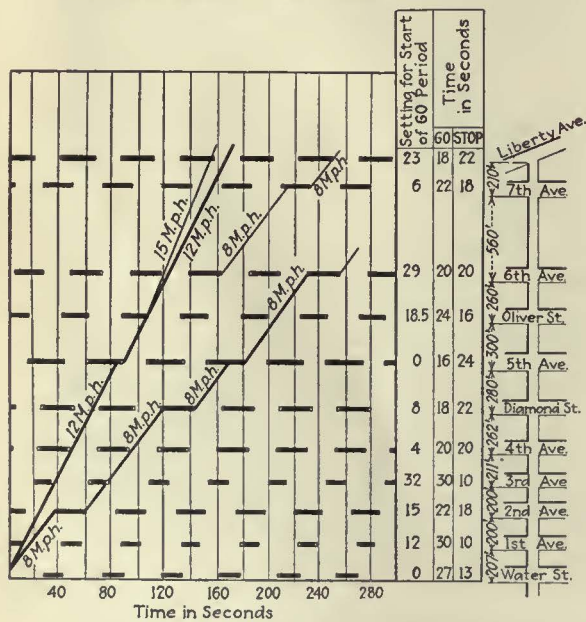 Setting for Start
of GO Period
Time
in Seconds
GO STOP
Liberty Ave.
23 18 22
210'
6 22 18
7th Ave.
560'
29 20 20
6th Ave.
260'
18.5 24 16
Oliver St.
300'
0 16 24
5th Ave.
280'
8 18 22
Diamond St.
262'
4 20 20
4th Ave.
211'
32 30 10
3rd Ave
200'
15 22 18
2nd Ave.
200'
12 30 10
1st Ave.
207'
0 27 13
Water St.
15 M.p.h.
12 M.p.h.
8 M.p.h.
8 M.p.h.
8 M.p.h.
12 M.p.h.
8 M.p.h.
8 M.p.h.
8 M.p.h.
40 80 120 160 200 240 280
Time in Seconds